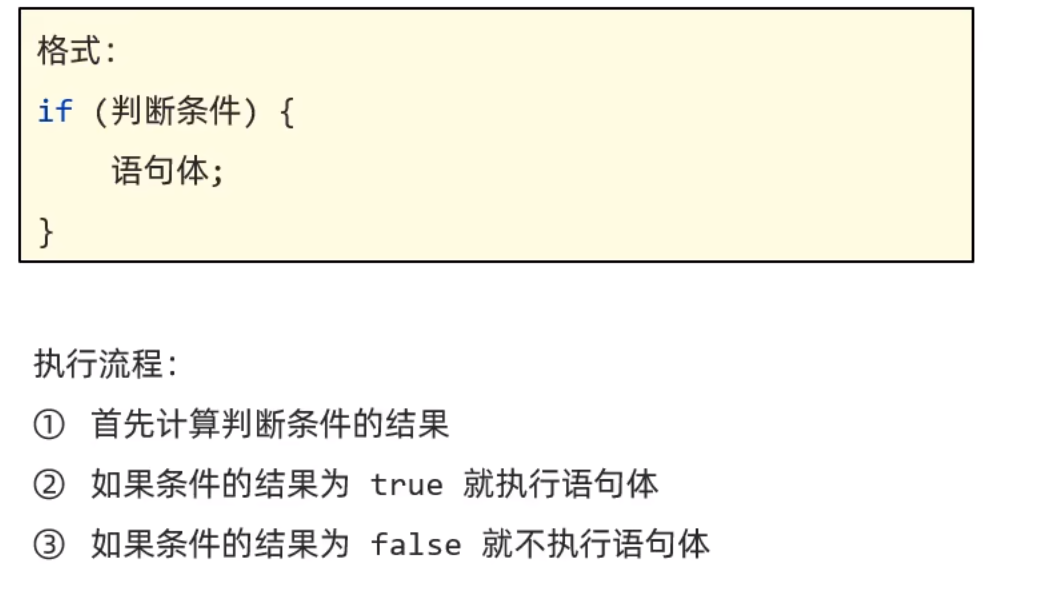 格式:
if (判断条件) {
    语句体;
}
执行流程:
① 首先计算判断条件的结果
② 如果条件的结果为 true 就执行语句体
③ 如果条件的结果为 false 就不执行语句体